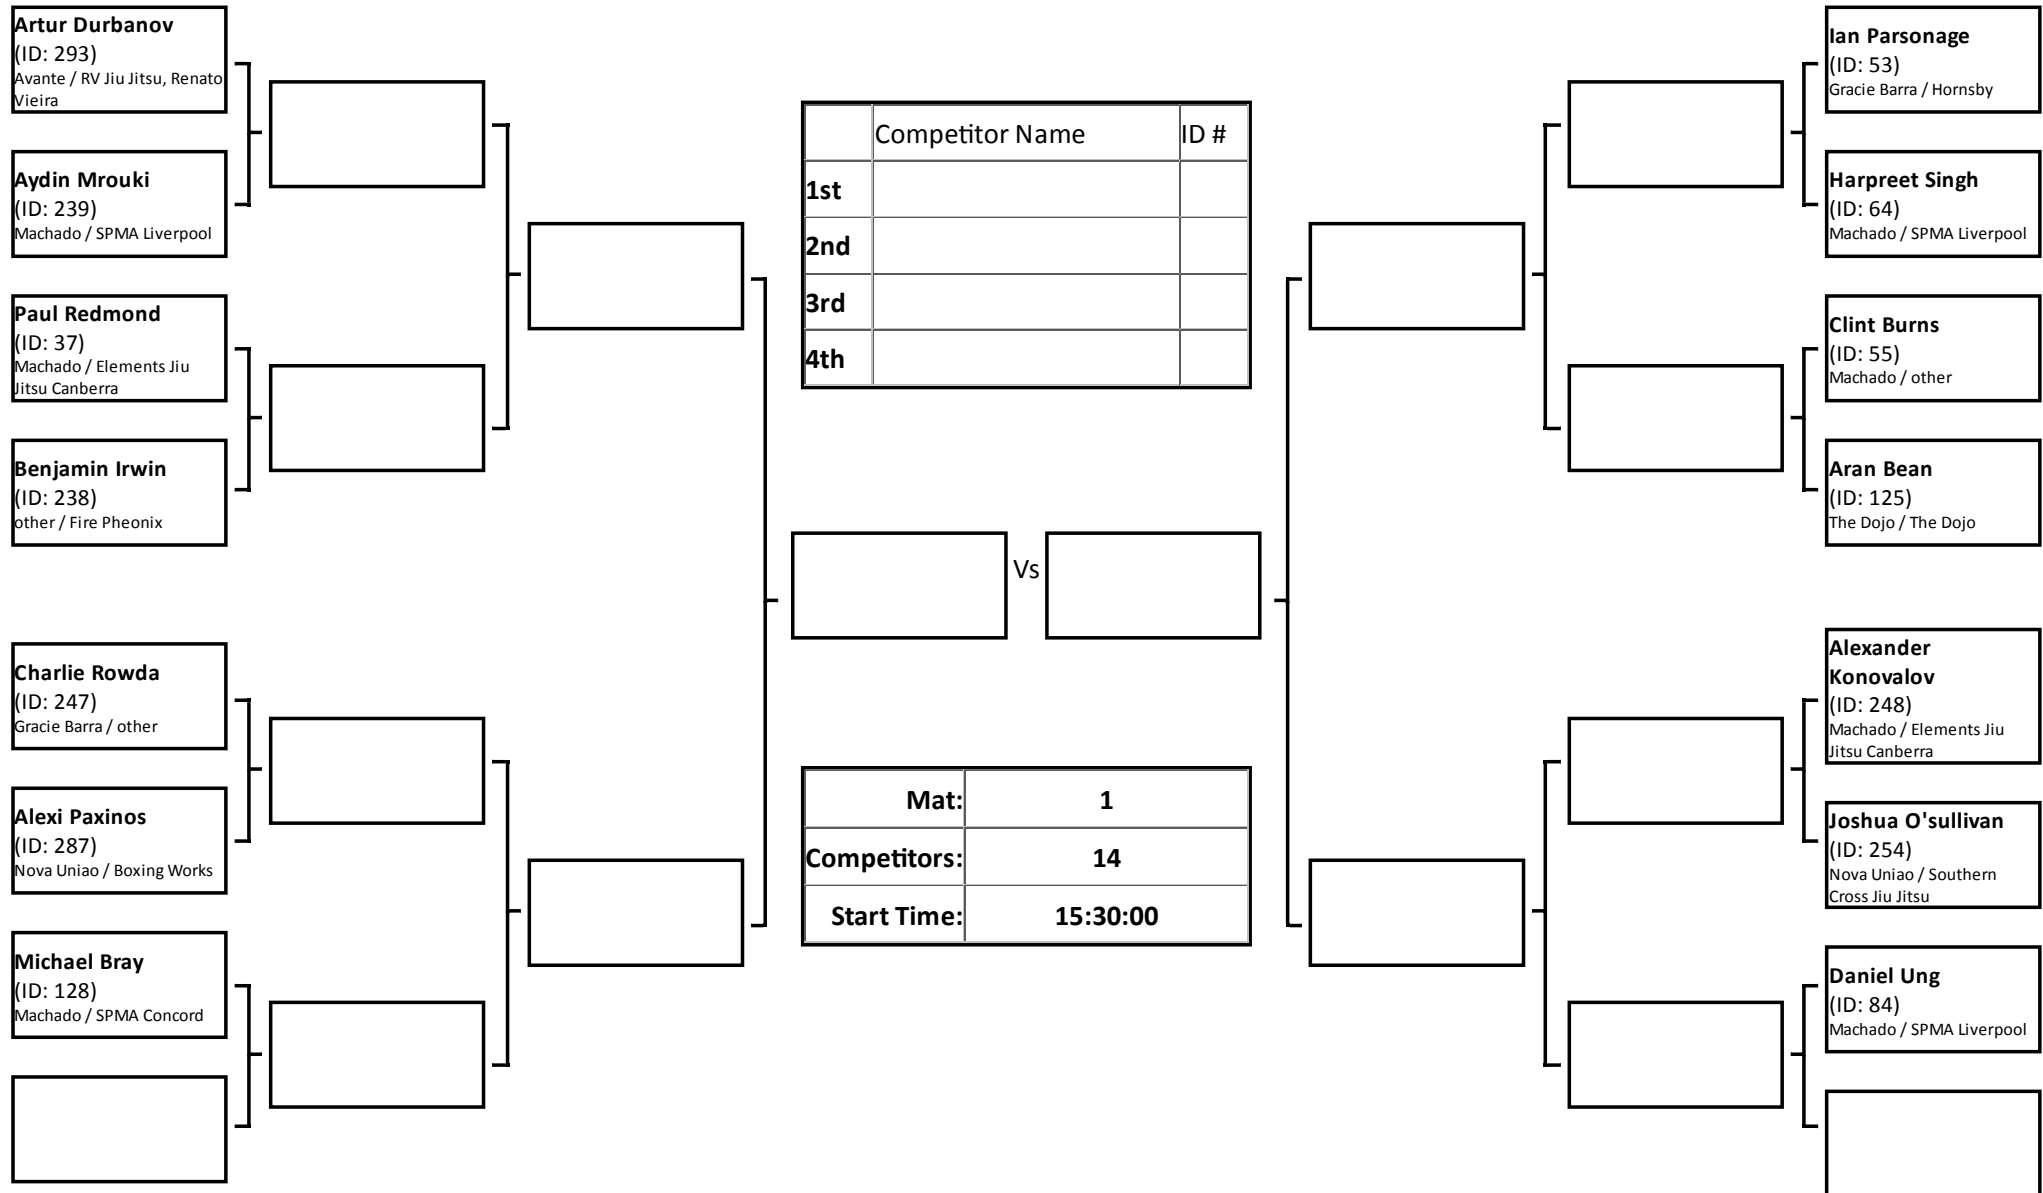 Artur Durbanov
(ID: 293)
Avante / RV Jiu Jitsu, Renato
Vieira
Aydin Mrouki
(ID: 239)
Machado / SPMA Liverpool
Paul Redmond
(ID: 37)
Machado / Elements Jiu
Jitsu Canberra
Benjamin Irwin
(ID: 238)
other / Fire Pheonix
Charlie Rowda
(ID: 247)
Gracie Barra / other
Alexi Paxinos
(ID: 287)
Nova Uniao / Boxing Works
Michael Bray
(ID: 128)
Machado / SPMA Concord
Competitor Name ID #
1st
2nd
3rd
4th
Vs
Mat: 1
Competitors: 14
Start Time: 15:30:00
Ian Parsonage
(ID: 53)
Gracie Barra / Hornsby
Harpreet Singh
(ID: 64)
Machado / SPMA Liverpool
Clint Burns
(ID: 55)
Machado / other
Aran Bean
(ID: 125)
The Dojo / The Dojo
Alexander
Konovalov
(ID: 248)
Machado / Elements Jiu
Jitsu Canberra
Joshua O'sullivan
(ID: 254)
Nova Uniao / Southern
Cross Jiu Jitsu
Daniel Ung
(ID: 84)
Machado / SPMA Liverpool